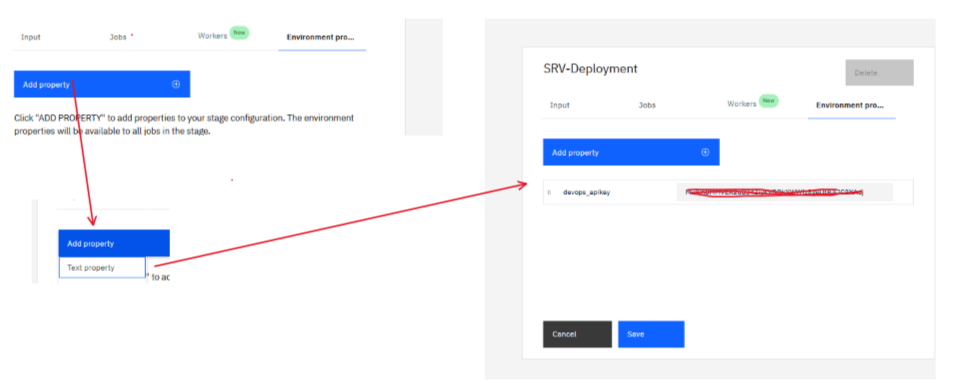 Input Jobs * Workers New Environment pro...
Add property
Click "ADD PROPERTY" to add properties to your stage configuration. The environment
properties will be available to all jobs in the stage.
Add property
Text property
" to ac
SRV-Deployment
Delete
Input Jobs Workers New Environment pro...
Add property
devops_apikey
Cancel Save